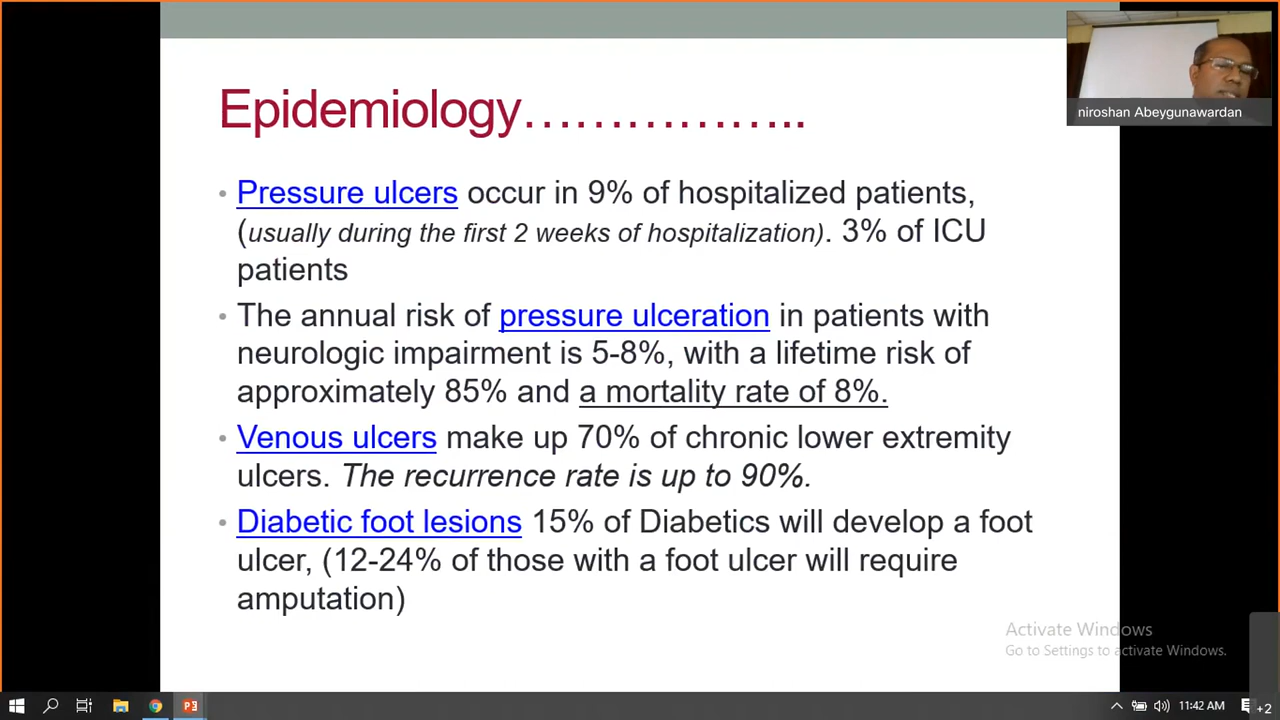 niroshan Abeygunawardan
Epidemiology……………..
• Pressure ulcers occur in 9% of hospitalized patients,
(usually during the first 2 weeks of hospitalization). 3% of ICU
patients
• The annual risk of pressure ulceration in patients with
neurologic impairment is 5-8%, with a lifetime risk of
approximately 85% and a mortality rate of 8%.
• Venous ulcers make up 70% of chronic lower extremity
ulcers. The recurrence rate is up to 90%.
• Diabetic foot lesions 15% of Diabetics will develop a foot
ulcer, (12-24% of those with a foot ulcer will require
amputation)
Activate Windows
Go to Settings to activate Windows.
11:42 AM
+2